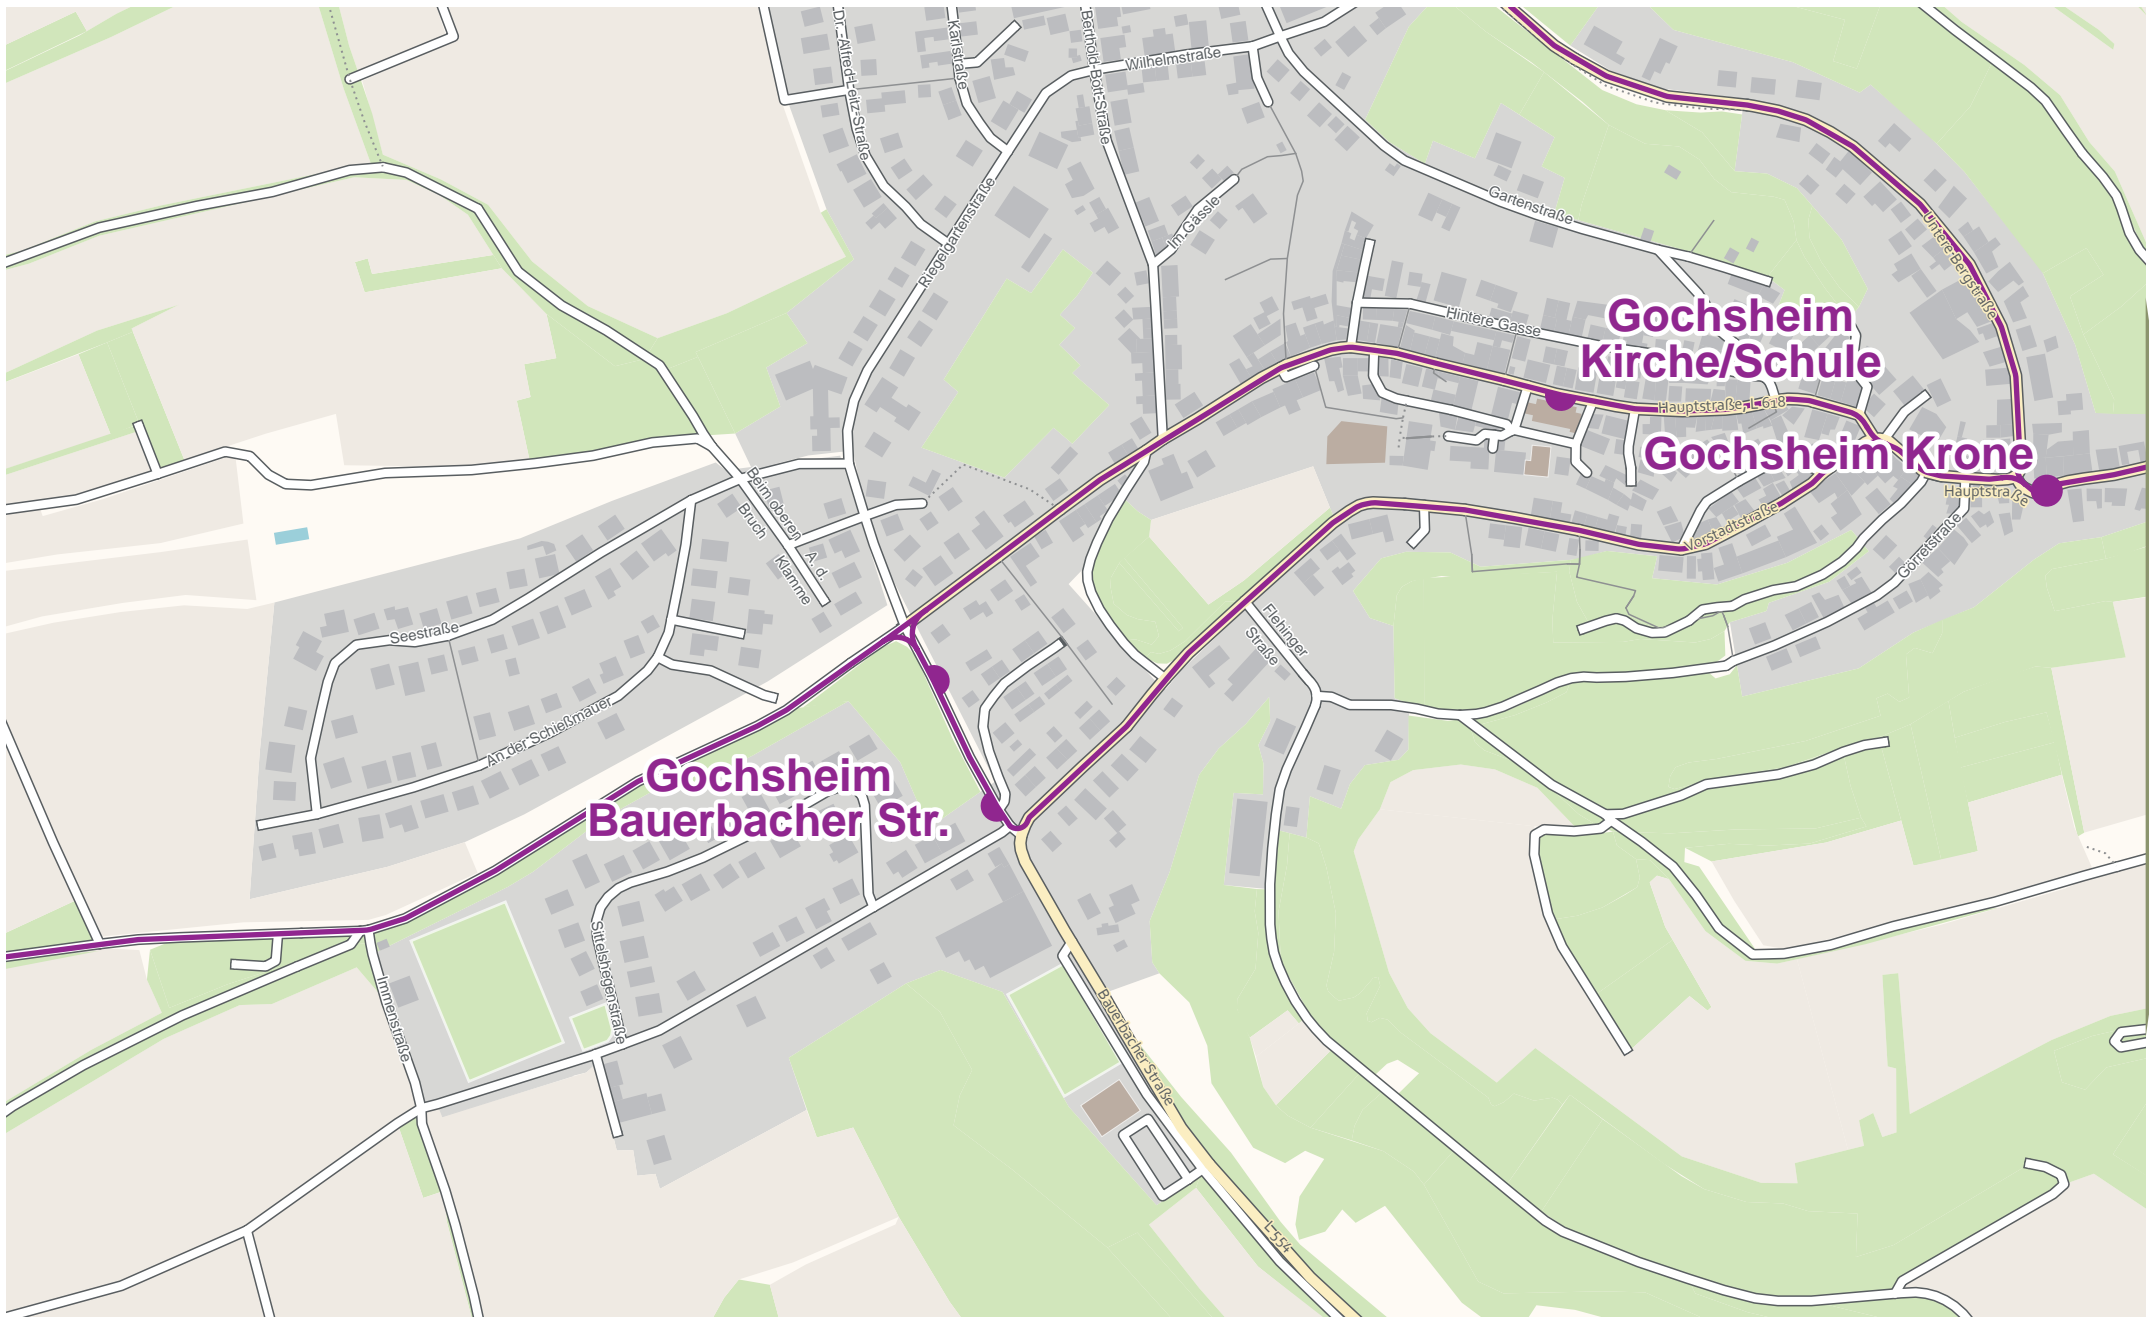 Dr.-Alfred-Leitz-Straße
Karlstraße
Berthold-Bott-Straße
Wilhelmstraße
Riegelgartenstraße
Im Gässle
Gartenstraße
Untere Bergstraße
Hintere Gasse
Gochsheim
Kirche/Schule
Hauptstraße, L 618
Gochsheim Krone
Hauptstraße
Vorstadtstraße
Görretstraße
Beim oberen
Bruch
A. d.
Klamme
Seestraße
An der Schießmauer
Flehinger
Straße
Gochsheim
Bauerbacher Str.
Sittelshegenstraße
Immenstraße
Bauerbacher Straße
L 554